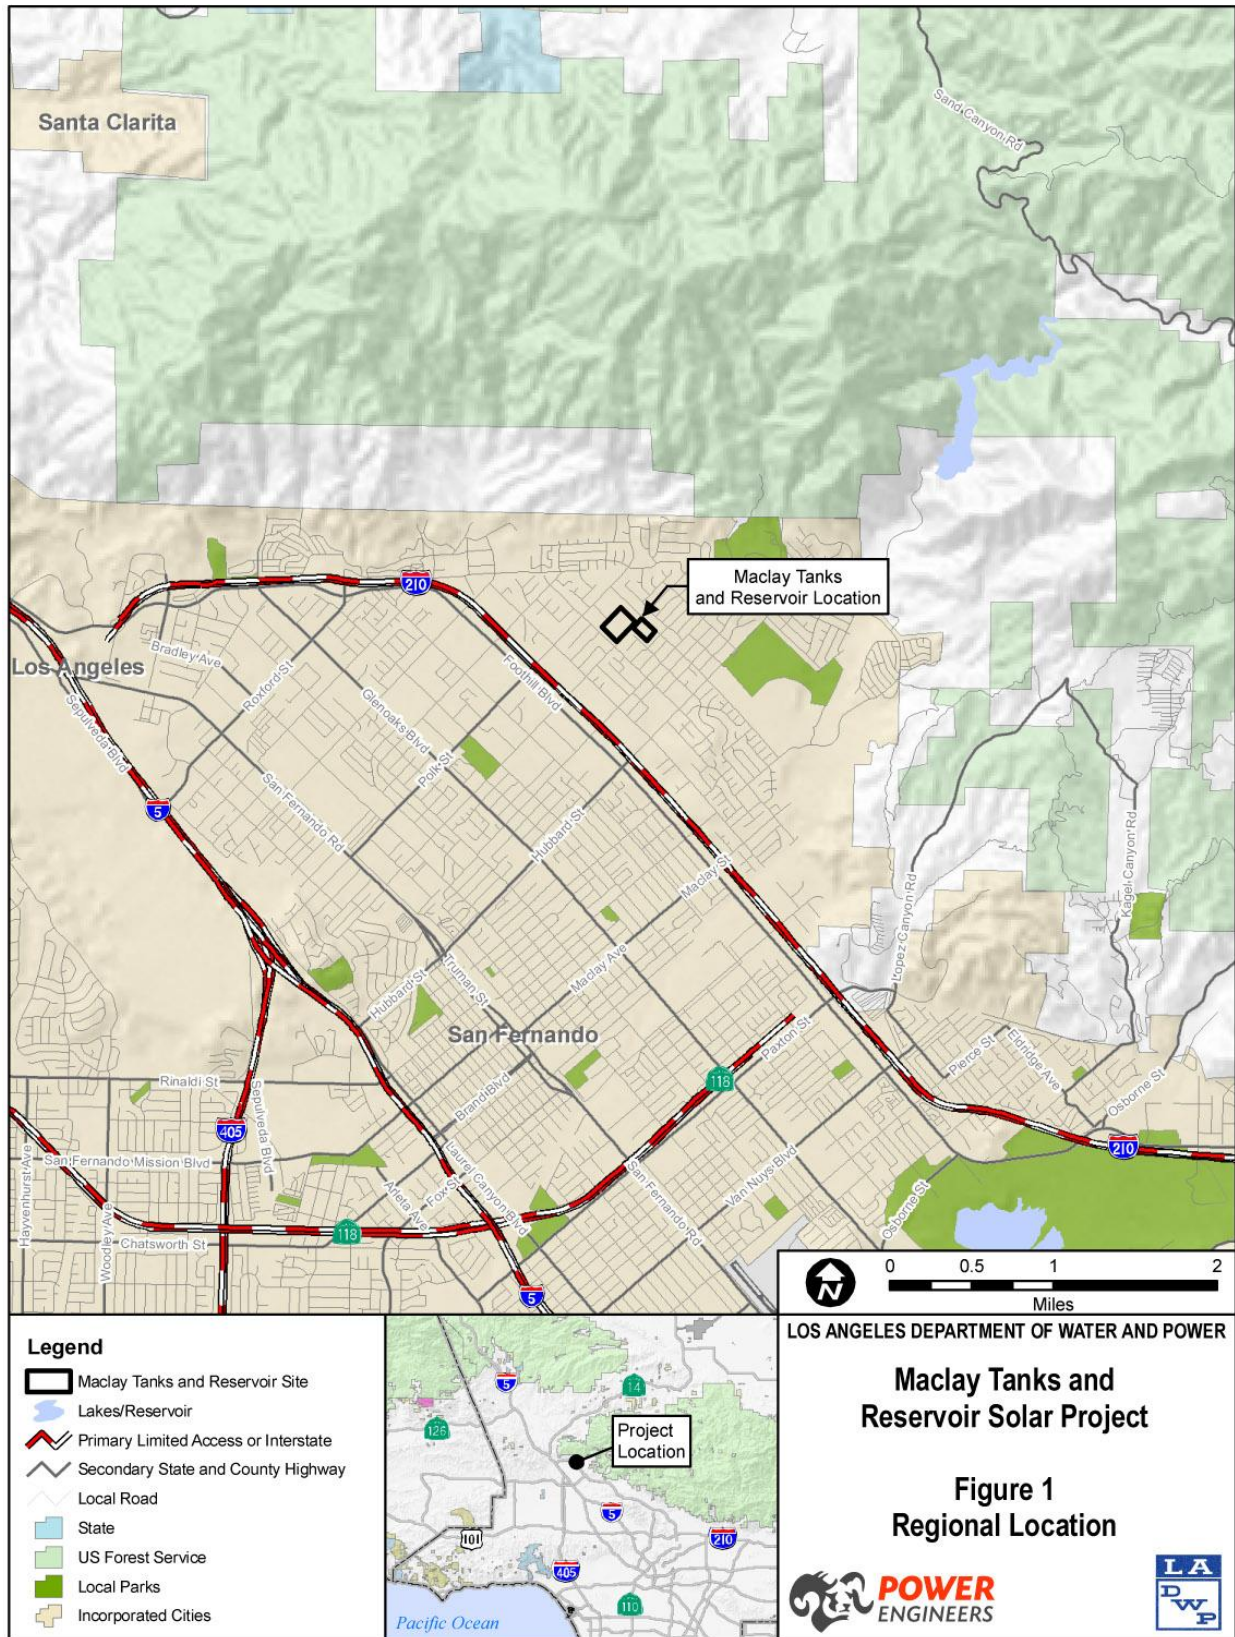 Santa Clarita
Sand Canyon Rd
210
Maclay Tanks
and Reservoir Location
Bradley Ave
Los Angeles
Roxford St
Foothill Blvd
Sepulveda Blvd
Glenoaks Blvd
Polk St
5
San Fernando Rd
Hubbard St
Maclay St
Kagel Canyon Rd
Lopez Canyon Rd
Maclay Ave
Hubbard St
Truman St
San Fernando
Paxton St
Pierce St
Eldridge Ave
Rinaldi St
Sepulveda Blvd
Brand Blvd
118
Osborne St
405
210
San Fernando Mission Blvd
Hayvenhurst Ave
Woodley Ave
Arleta Ave
Fox St
Laurel Canyon Blvd
San Fernando Rd
Van Nuys Blvd
Osborne St
118
Chatsworth St
5
N
0 0.5 1 2
Miles
Legend
Maclay Tanks and Reservoir Site
Lakes/Reservoir
Primary Limited Access or Interstate
Secondary State and County Highway
Local Road
State
US Forest Service
Local Parks
Incorporated Cities
5
14
126
Project
Location
5
101
210
405
110
Pacific Ocean
LOS ANGELES DEPARTMENT OF WATER AND POWER
Maclay Tanks and
Reservoir Solar Project
Figure 1
Regional Location
POWER
ENGINEERS
LA
DWP